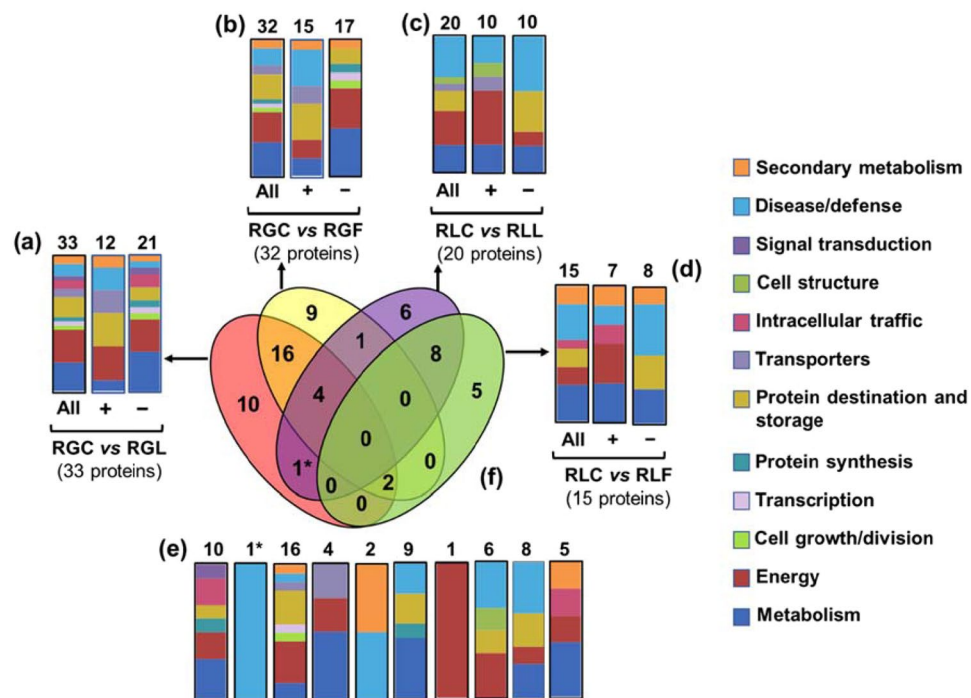 (b) 32 15 17
(c) 20 10 10
All + −
All + −
RGC vs RGF
(32 proteins)
RLC vs RLL
(20 proteins)
(a) 33 12 21
All + −
RGC vs RGL
(33 proteins)
15 7 8 (d)
All + −
RLC vs RLF
(15 proteins)
9
6
16
1
8
10
4
0
5
0
1*
0
2
0
0
(f)
(e) 10 1* 16 4 2 9 1 6 8 5
Secondary metabolism
Disease/defense
Signal transduction
Cell structure
Intracellular traffic
Transporters
Protein destination and
storage
Protein synthesis
Transcription
Cell growth/division
Energy
Metabolism